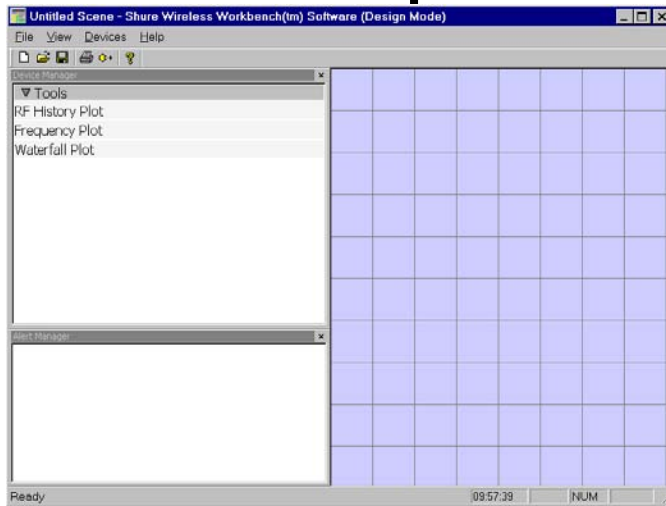 Untitled Scene - Shure Wireless Workbench(tm) Software (Design Mode)
File View Devices Help
Device Manager
Tools
RF History Plot
Frequency Plot
Waterfall Plot
Alert Manager
Ready 09:57:39 NUM